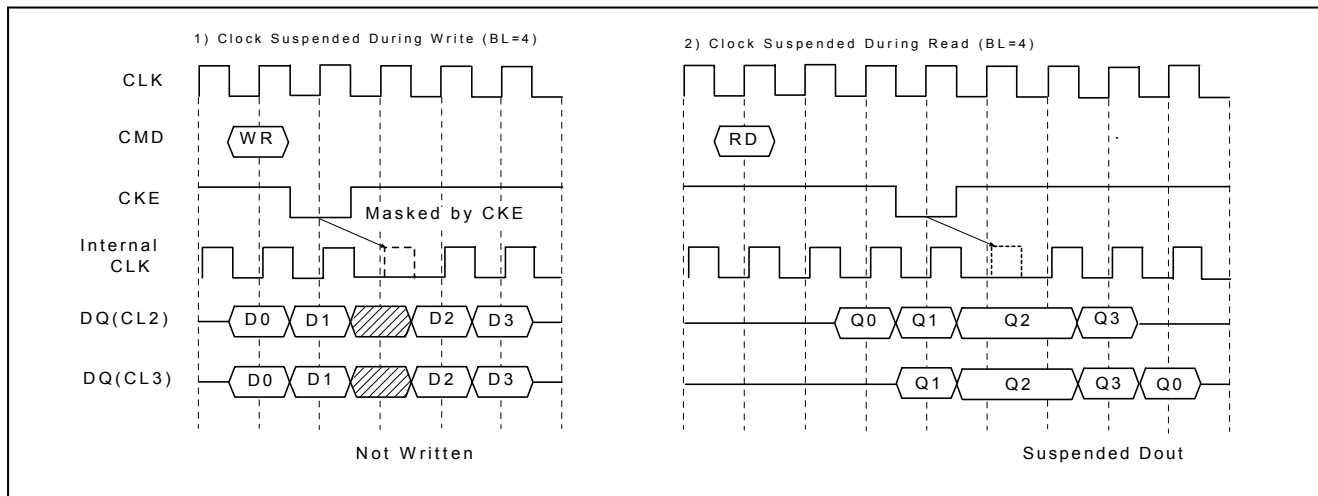 1) Clock Suspended During Write (BL=4)
2) Clock Suspended During Read (BL=4)
CLK
CMD
WR
RD
CKE
Masked by CKE
Internal
CLK
DQ(CL2)
D0 D1 D2 D3
Q0 Q1 Q2 Q3
DQ(CL3)
D0 D1 D2 D3
Q1 Q2 Q3 Q0
Not Written
Suspended Dout